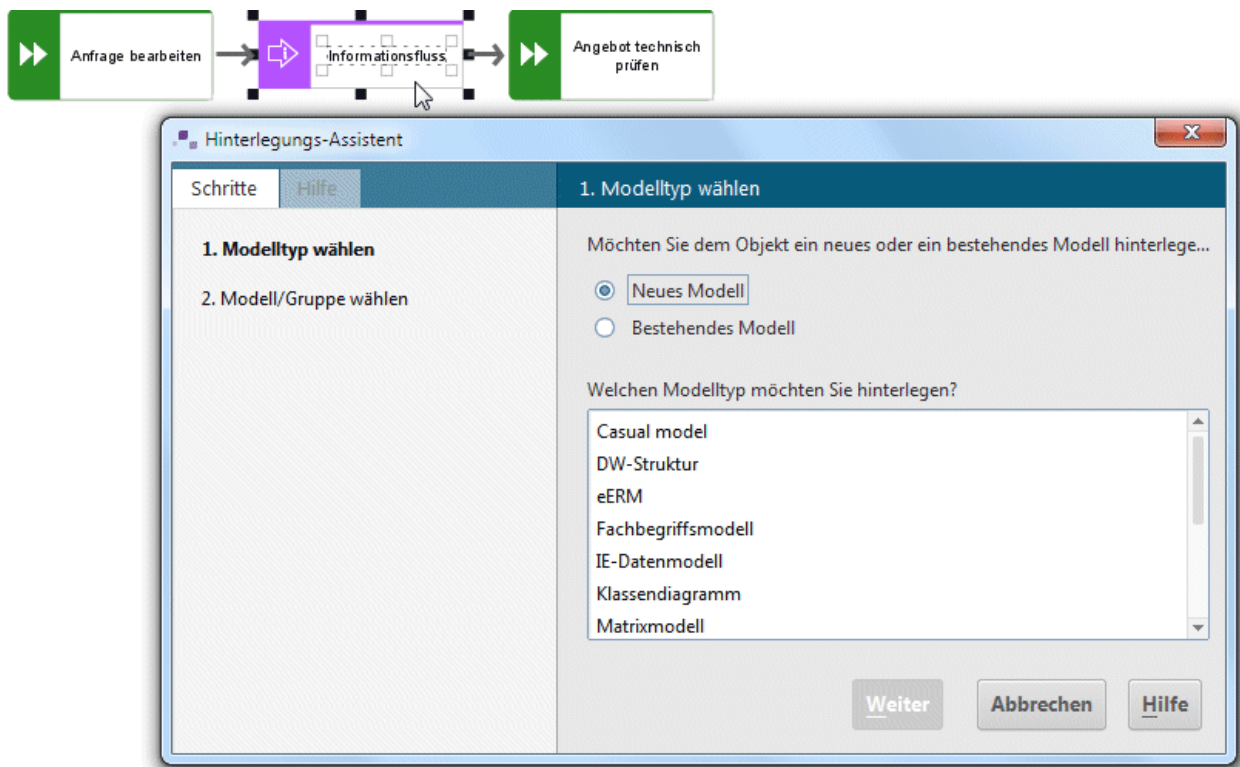 Anfrage bearbeiten
Informationsfluss
Angebot technisch
prüfen
Hinterlegungs-Assistent
Schritte
Hilfe
1. Modelltyp wählen
1. Modelltyp wählen
2. Modell/Gruppe wählen
Möchten Sie dem Objekt ein neues oder ein bestehendes Modell hinterlege...
Neues Modell
Bestehendes Modell
Welchen Modelltyp möchten Sie hinterlegen?
Casual model
DW-Struktur
eERM
Fachbegriffsmodell
IE-Datenmodell
Klassendiagramm
Matrixmodell
Weiter
Abbrechen
Hilfe